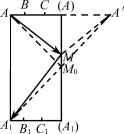 A B C (A) A′
M
M₀
A₁ B₁ C₁ (A₁)